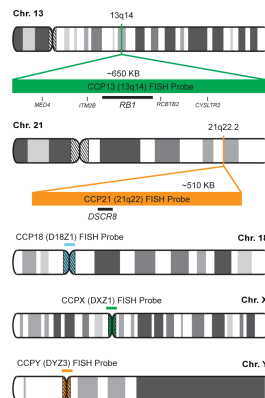 Chr. 13
13q14
~650 KB
CCP13 (13q14) FISH Probe
MED4 ITM2B RB1 RCBTB2 CYSLTR2
Chr. 21
21q22.2
~510 KB
CCP21 (21q22) FISH Probe
DSCR8
CCP18 (D18Z1) FISH Probe Chr. 18
CCPX (DXZ1) FISH Probe Chr. X
CCPY (DYZ3) FISH Probe Chr. Y